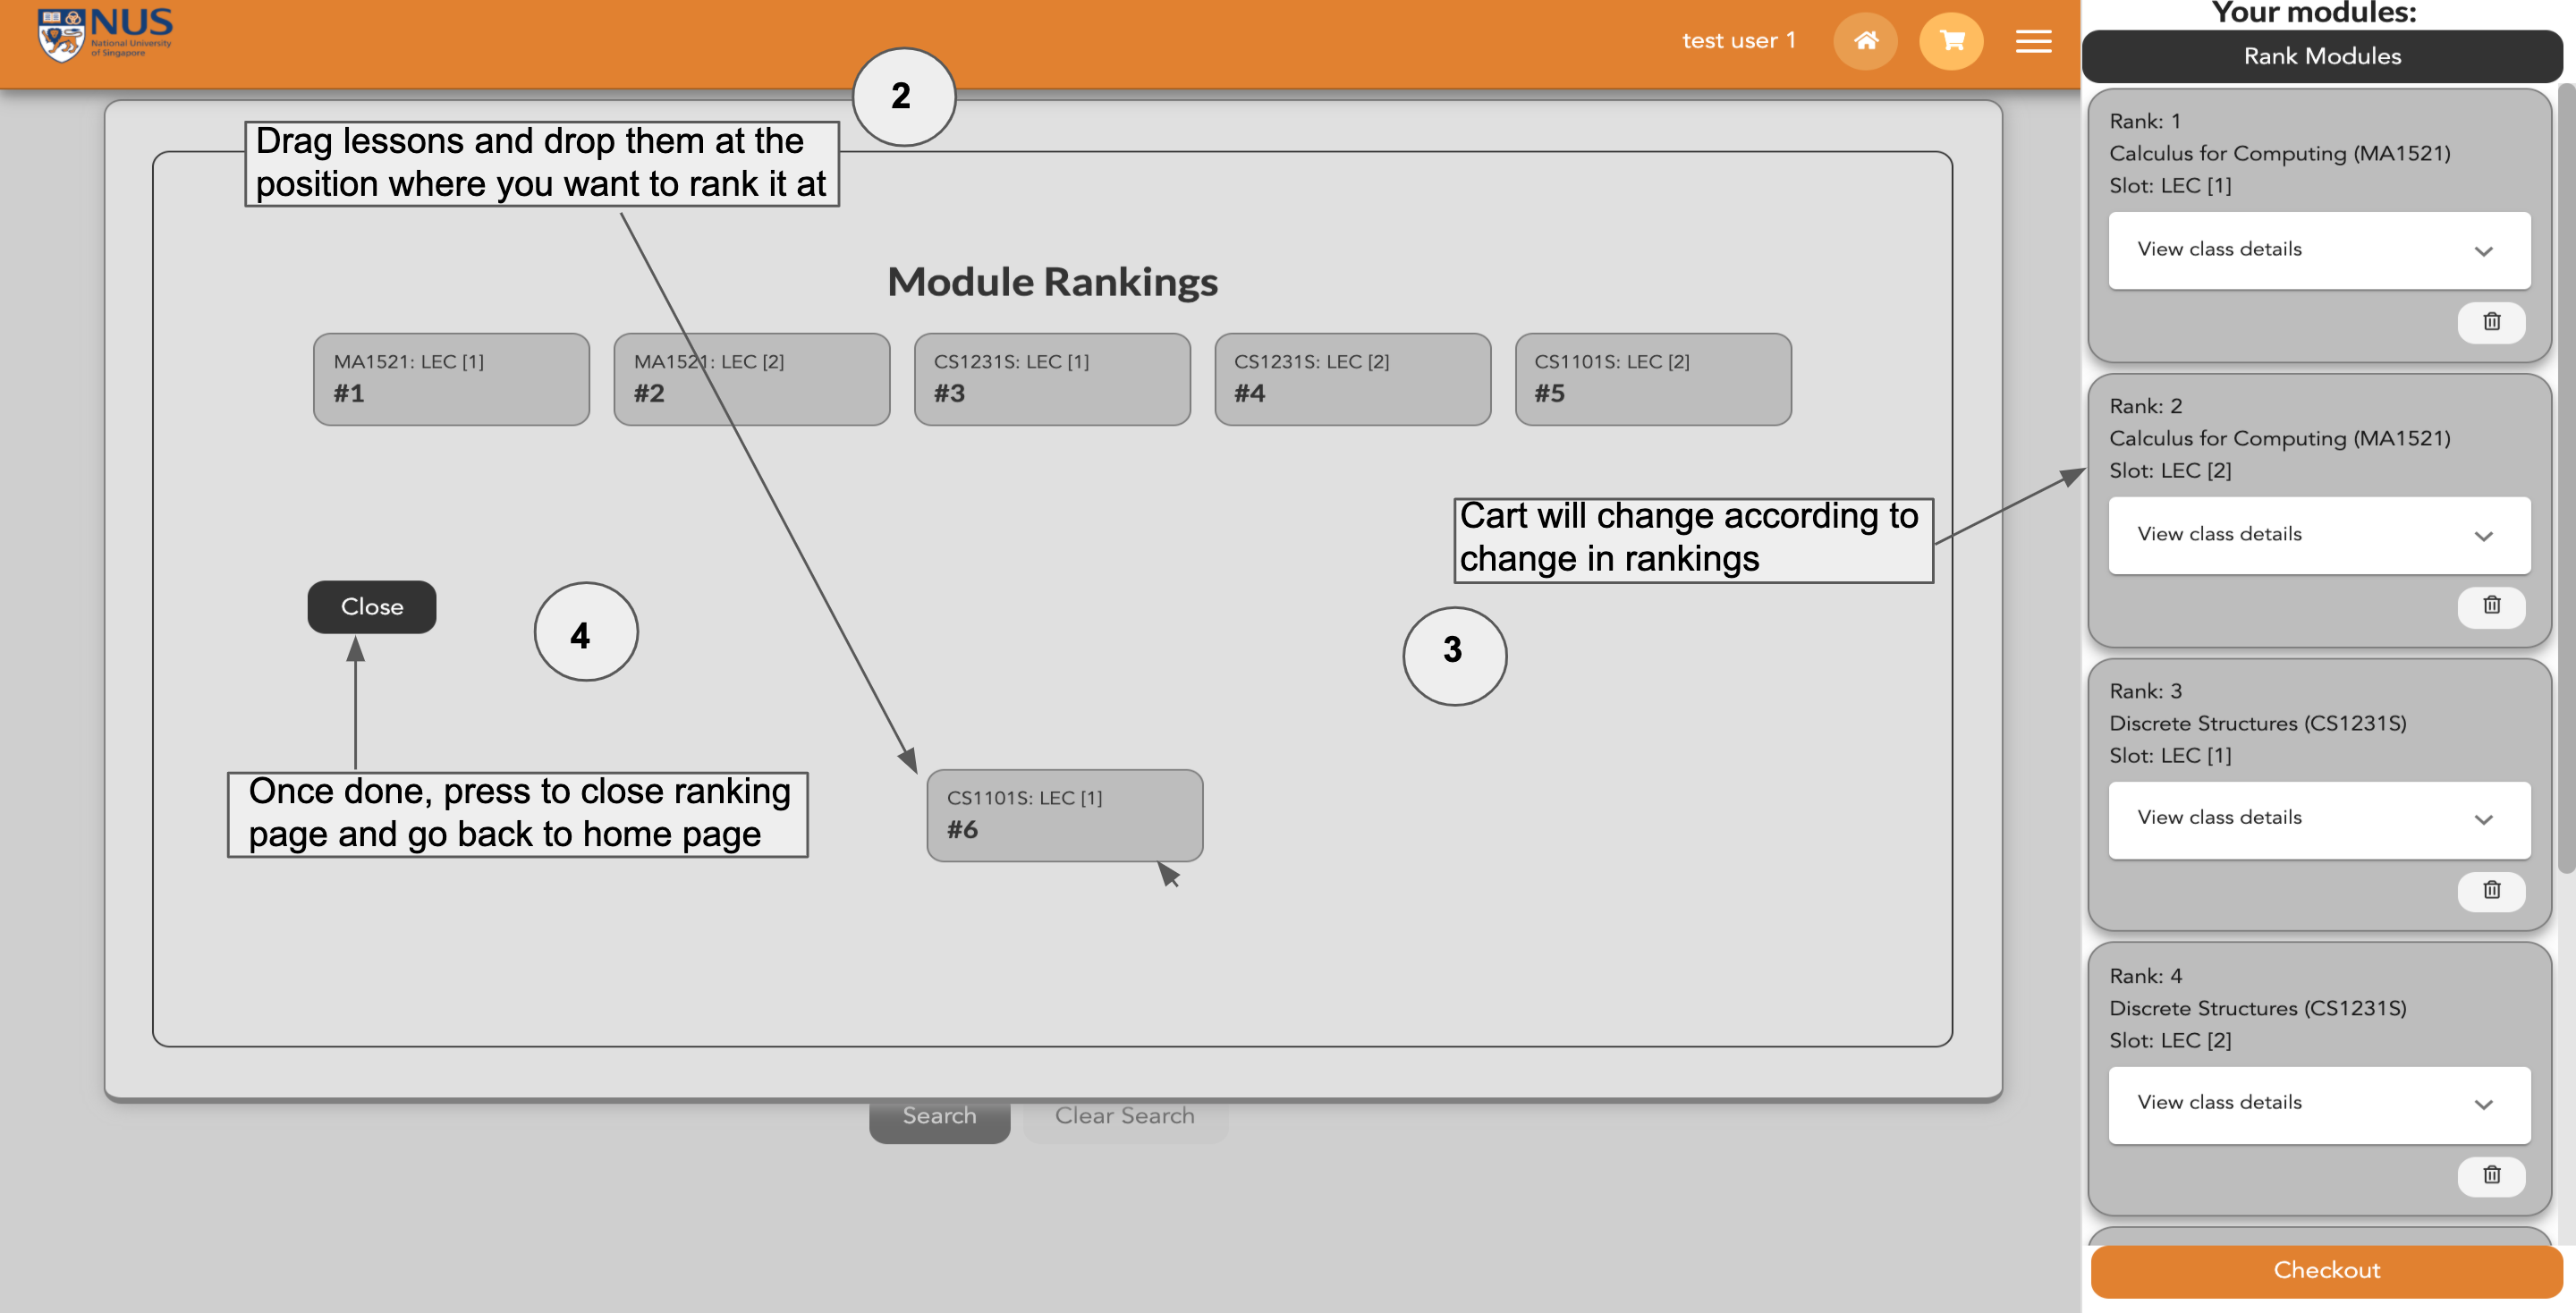 NUS
National University
of Singapore
test user 1
2
Drag lessons and drop them at the
position where you want to rank it at
Module Rankings
MA1521: LEC [1]
#1
MA1521: LEC [2]
#2
CS1231S: LEC [1]
#3
CS1231S: LEC [2]
#4
CS1101S: LEC [2]
#5
Cart will change according to
change in rankings
3
Close
4
Once done, press to close ranking
page and go back to home page
CS1101S: LEC [1]
#6
Search
Clear Search
Your modules:
Rank Modules
Rank: 1
Calculus for Computing (MA1521)
Slot: LEC [1]
View class details
Rank: 2
Calculus for Computing (MA1521)
Slot: LEC [2]
View class details
Rank: 3
Discrete Structures (CS1231S)
Slot: LEC [1]
View class details
Rank: 4
Discrete Structures (CS1231S)
Slot: LEC [2]
View class details
Checkout